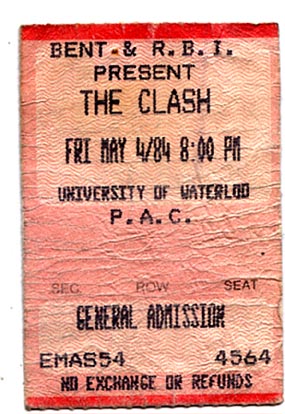 BENT & R.B.I.
PRESENT
THE CLASH
FRI MAY 4/84 8:00 PM
UNIVERSITY OF WATERLOO
P.A.C.
SEC. ROW SEAT
GENERAL ADMISSION
EMAS54 4564
NO EXCHANGE OR REFUNDS